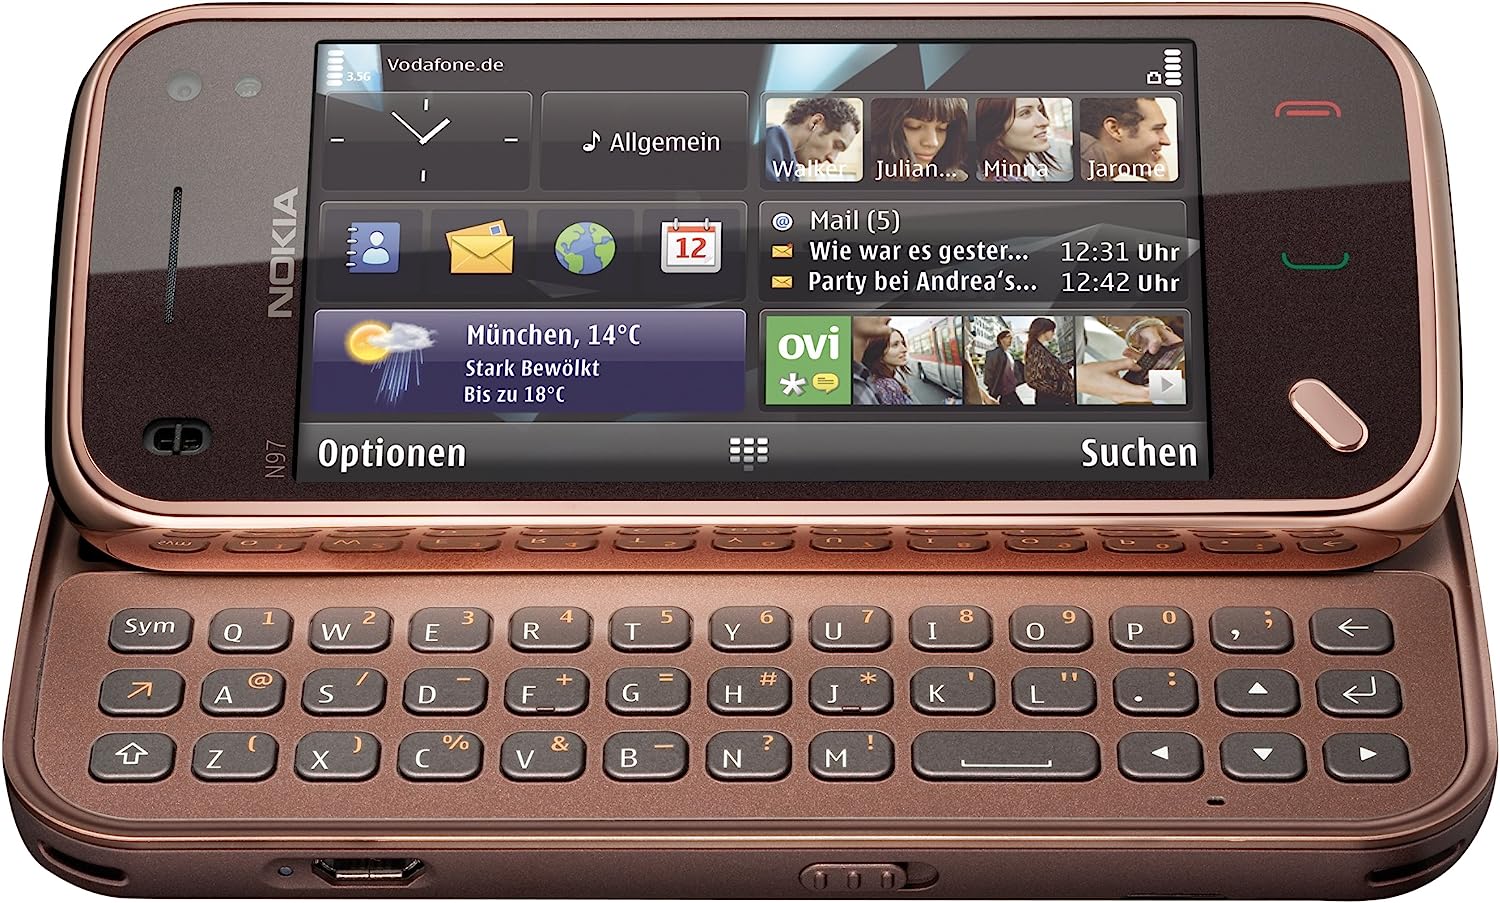 3.5G Vodafone.de
Allgemein
Walker Julian... Minna Jarome
NOKIA
12
@ Mail (5)
Wie war es gester... 12:31 Uhr
Party bei Andrea's... 12:42 Uhr
München, 14°C
Stark Bewölkt
Bis zu 18°C
ovi
N97
Optionen
Suchen
Sym Q 1 W 2 E 3 R 4 T 5 Y 6 U 7 I 8 O 9 P 0 , ; ←
↗ A @ S / D - F + G = H # J * K ' L " . : ▲ ↵
⇧ Z ( X ) C % V & B _ N ? M ! ◄ ▼ ►